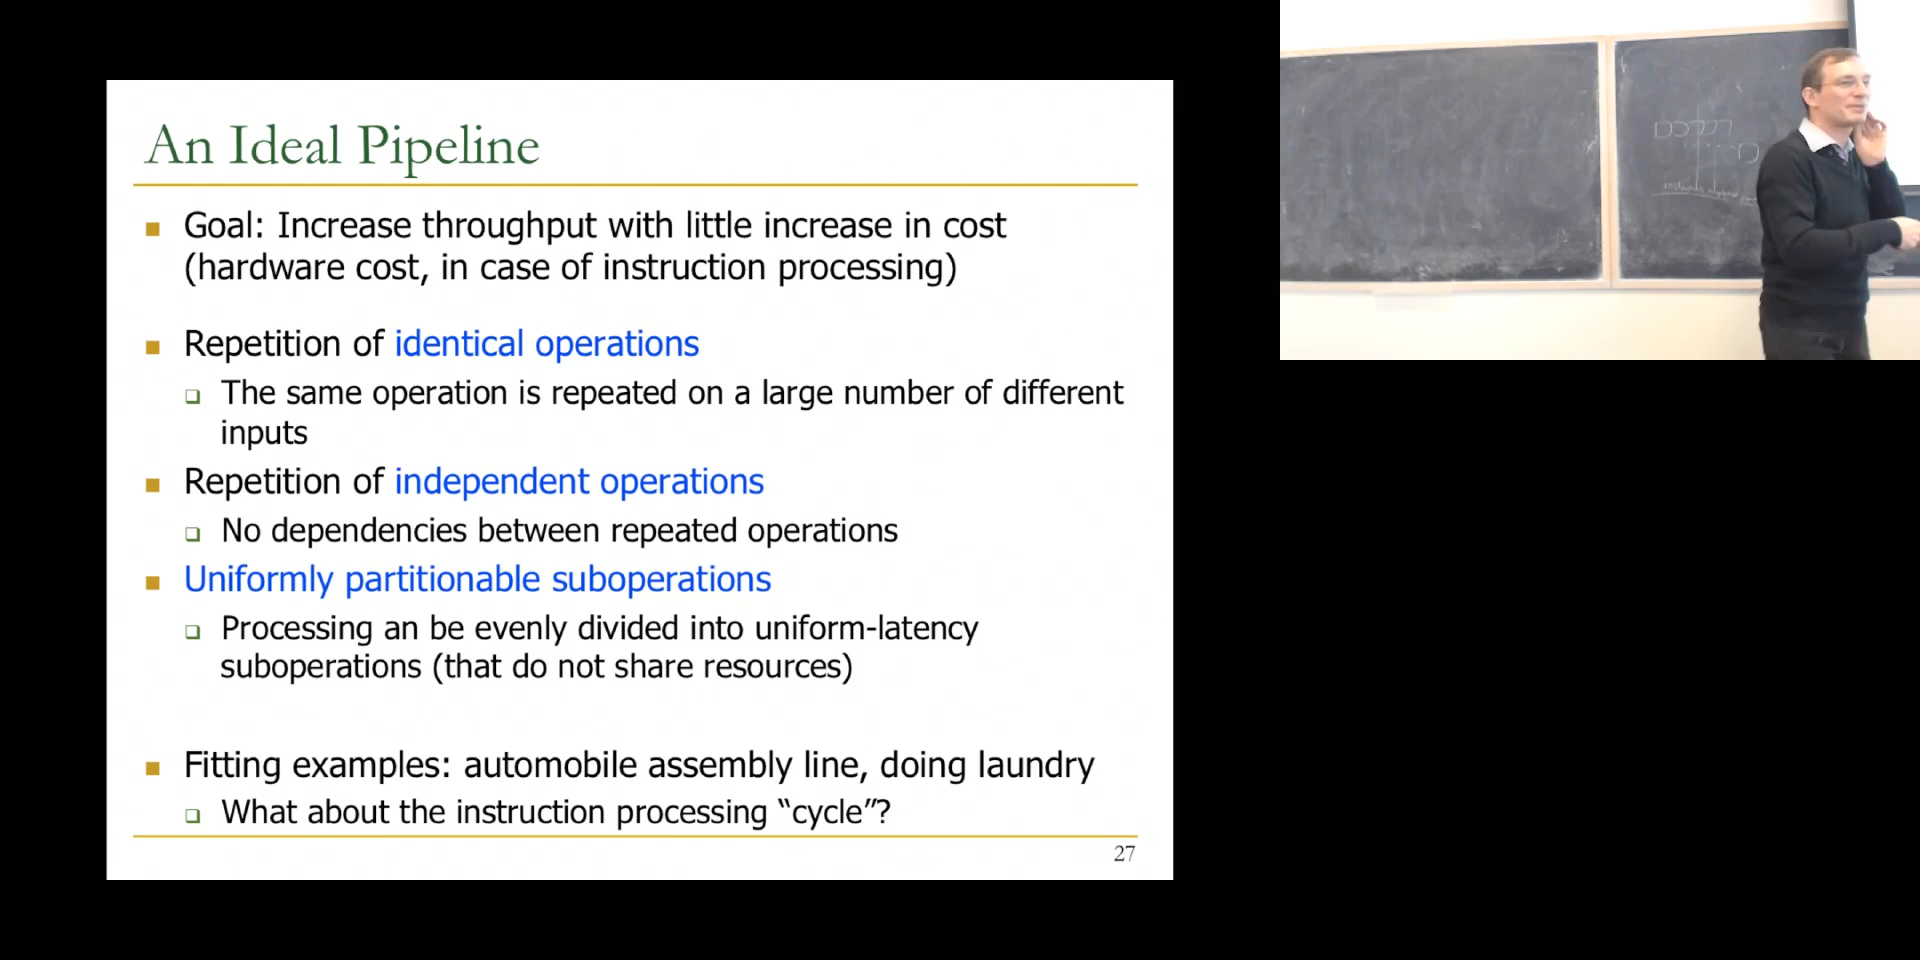 An Ideal Pipeline
Goal: Increase throughput with little increase in cost
(hardware cost, in case of instruction processing)
Repetition of identical operations
The same operation is repeated on a large number of different
inputs
Repetition of independent operations
No dependencies between repeated operations
Uniformly partitionable suboperations
Processing an be evenly divided into uniform-latency
suboperations (that do not share resources)
Fitting examples: automobile assembly line, doing laundry
What about the instruction processing “cycle”?
27